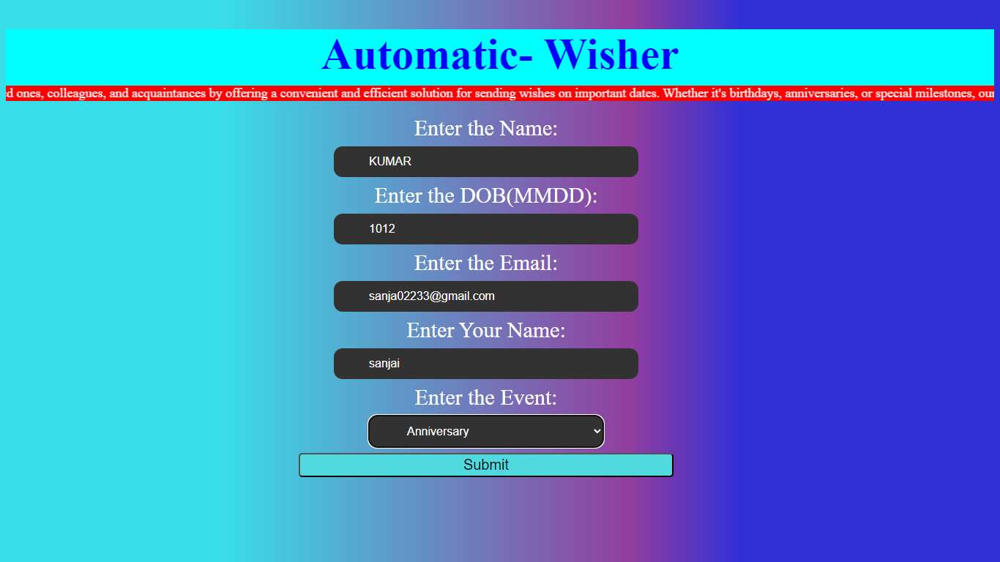 Automatic- Wisher
ones, colleagues, and acquaintances by offering a convenient and efficient solution for sending wishes on important dates. Whether it's birthdays, anniversaries, or special milestones,
Enter the Name:
KUMAR
Enter the DOB(MMDD):
1012
Enter the Email:
sanja02233@gmail.com
Enter Your Name:
sanjai
Enter the Event:
Anniversary
Submit